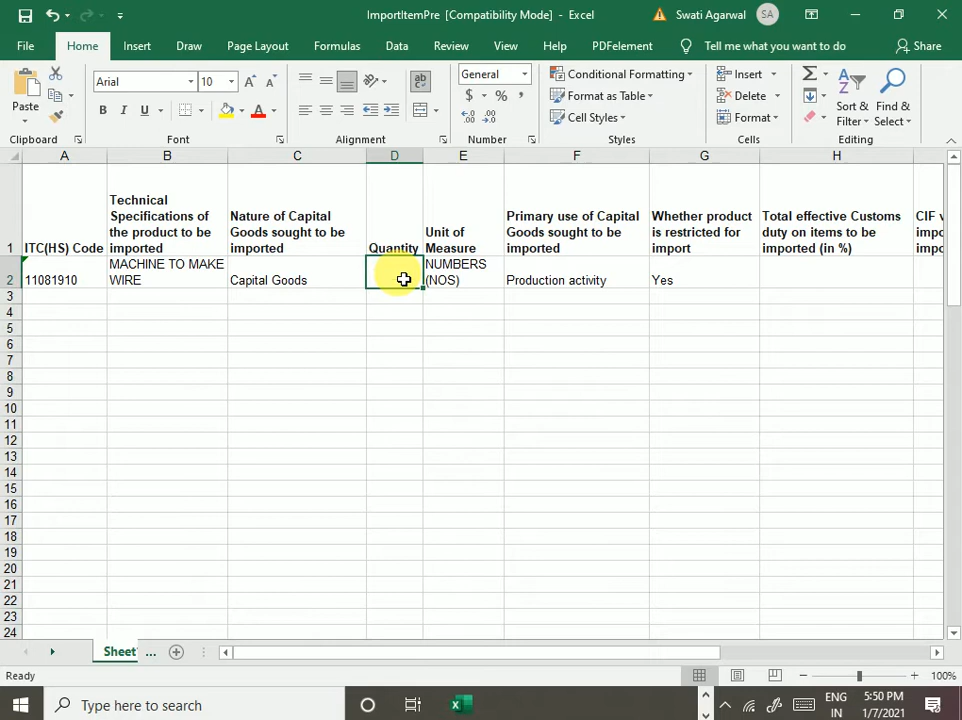 ImportItemPre [Compatibility Mode] - Excel
Swati Agarwal
SA
File
Home
Insert
Draw
Page Layout
Formulas
Data
Review
View
Help
PDFelement
Tell me what you want to do
Share
Paste
Clipboard
Arial
10
B I U
Font
Alignment
General
$ % ,
Number
Conditional Formatting
Format as Table
Cell Styles
Styles
Insert
Delete
Format
Cells
Sort &
Filter
Find &
Select
Editing
A B C D E F G H
1
ITC(HS) Code
Technical
Specifications of
the product to be
imported
Nature of Capital
Goods sought to be
imported
Quantity
Unit of
Measure
Primary use of Capital
Goods sought to be
imported
Whether product
is restricted for
import
Total effective Customs
duty on items to be
imported (in %)
CIF v
impo
impo
2
11081910
MACHINE TO MAKE
WIRE
Capital Goods
NUMBERS
(NOS)
Production activity
Yes
3
4
5
6
7
8
9
10
11
12
13
14
15
16
17
18
19
20
21
22
23
24
Sheet
...
Ready
100%
Type here to search
ENG
IN
5:50 PM
1/7/2021